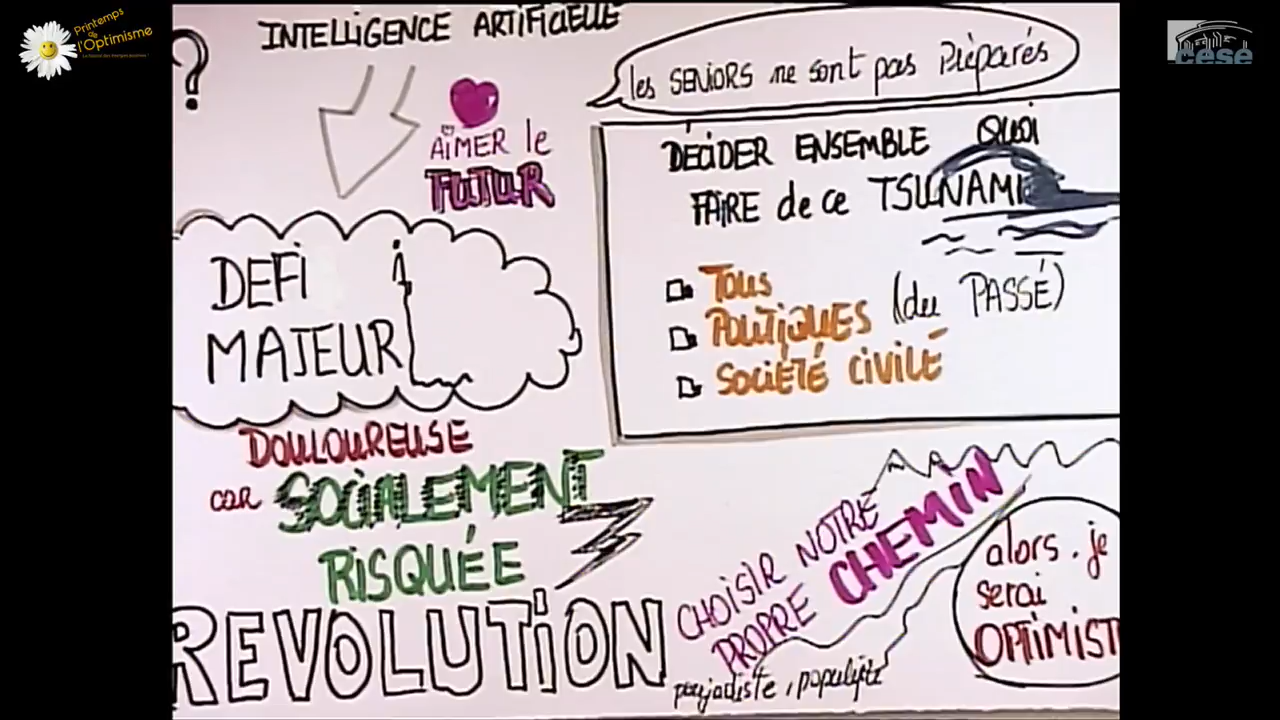 Printemps
de
l'Optimisme
cese
?
INTELLIGENCE ARTIFICIELLE
AIMER le
FUTUR
les SENIORS ne sont pas Préparés
DÉCIDER ENSEMBLE QUOI
FAIRE de ce TSUNAMI
TOUS
POLITIQUES (du PASSÉ)
SOCIÉTÉ CIVILE
DEFI
MAJEUR
DOULOUREUSE
car SOCIALEMENT
RISQUÉE
REVOLUTION
CHOISIR NOTRE
PROPRE CHEMIN
poujadiste, populiste
alors, je
serai
OPTIMIST